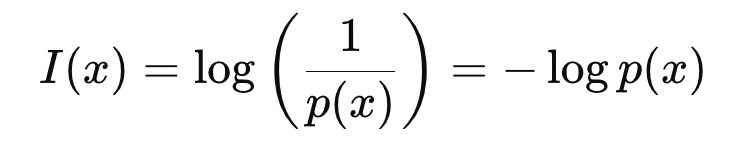 I(x) = log (1/p(x)) = − log p(x)